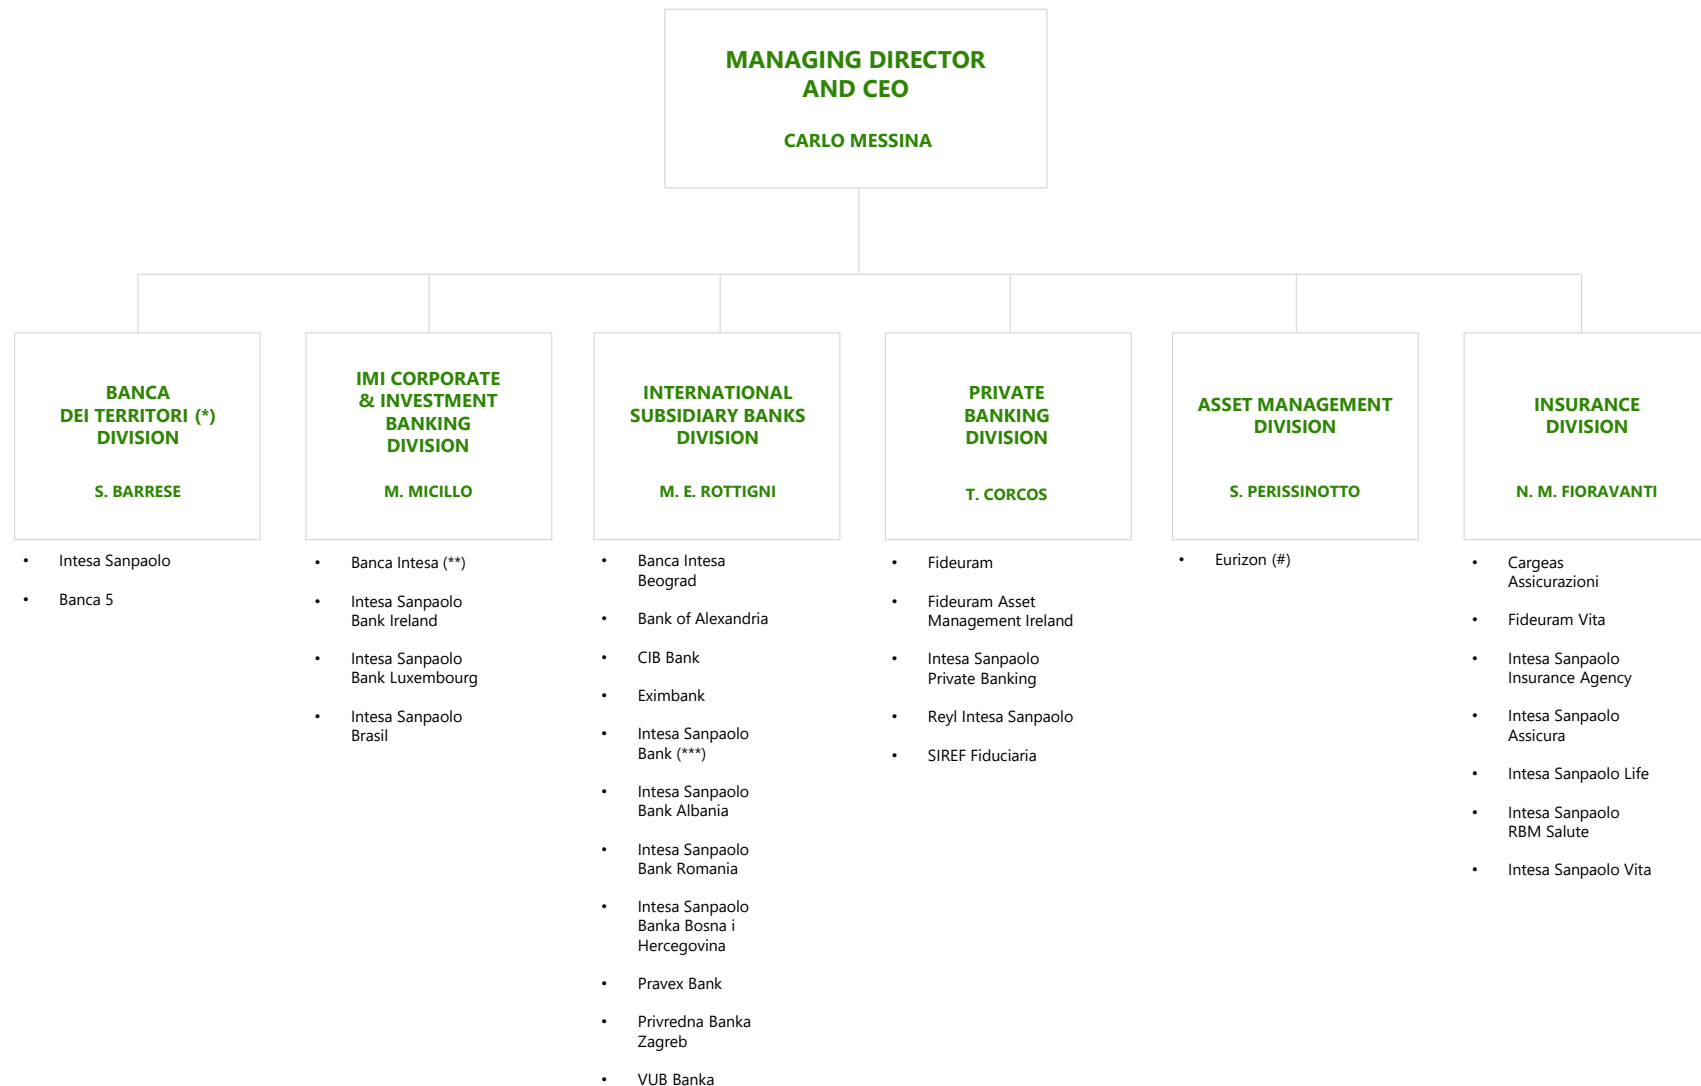 MANAGING DIRECTOR
AND CEO
CARLO MESSINA
BANCA
DEI TERRITORI (*)
DIVISION
S. BARRESE
• Intesa Sanpaolo
• Banca 5
IMI CORPORATE
& INVESTMENT
BANKING
DIVISION
M. MICILLO
• Banca Intesa (**)
• Intesa Sanpaolo
Bank Ireland
• Intesa Sanpaolo
Bank Luxembourg
• Intesa Sanpaolo
Brasil
INTERNATIONAL
SUBSIDIARY BANKS
DIVISION
M. E. ROTTIGNI
• Banca Intesa
Beograd
• Bank of Alexandria
• CIB Bank
• Eximbank
• Intesa Sanpaolo
Bank (***)
• Intesa Sanpaolo
Bank Albania
• Intesa Sanpaolo
Bank Romania
• Intesa Sanpaolo
Banka Bosna i
Hercegovina
• Pravex Bank
• Privredna Banka
Zagreb
• VUB Banka
PRIVATE
BANKING
DIVISION
T. CORCOS
• Fideuram
• Fideuram Asset
Management Ireland
• Intesa Sanpaolo
Private Banking
• Reyl Intesa Sanpaolo
• SIREF Fiduciaria
ASSET MANAGEMENT
DIVISION
S. PERISSINOTTO
• Eurizon (#)
INSURANCE
DIVISION
N. M. FIORAVANTI
• Cargeas
Assicurazioni
• Fideuram Vita
• Intesa Sanpaolo
Insurance Agency
• Intesa Sanpaolo
Assicura
• Intesa Sanpaolo Life
• Intesa Sanpaolo
RBM Salute
• Intesa Sanpaolo Vita